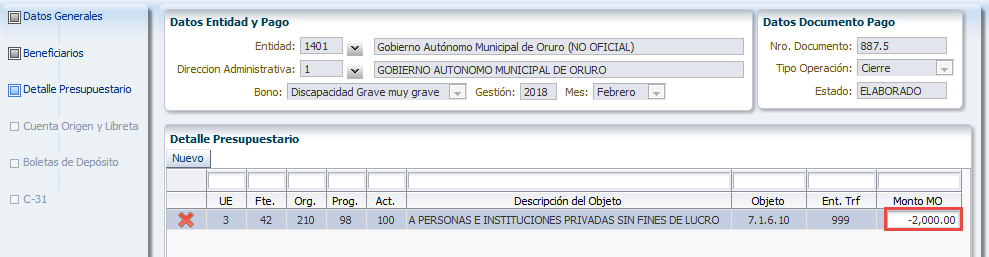 Datos Generales
Beneficiarios
Detalle Presupuestario
Cuenta Origen y Libreta
Boletas de Depósito
C-31
Datos Entidad y Pago
Entidad: 1401 Gobierno Autónomo Municipal de Oruro (NO OFICIAL)
Direccion Administrativa: 1 GOBIERNO AUTONOMO MUNICIPAL DE ORURO
Bono: Discapacidad Grave muy grave Gestión: 2018 Mes: Febrero
Datos Documento Pago
Nro. Documento: 887.5
Tipo Operación: Cierre
Estado: ELABORADO
Detalle Presupuestario
Nuevo
UE Fte. Org. Prog. Act. Descripción del Objeto Objeto Ent. Trf Monto MO
3 42 210 98 100 A PERSONAS E INSTITUCIONES PRIVADAS SIN FINES DE LUCRO 7.1.6.10 999 -2,000.00